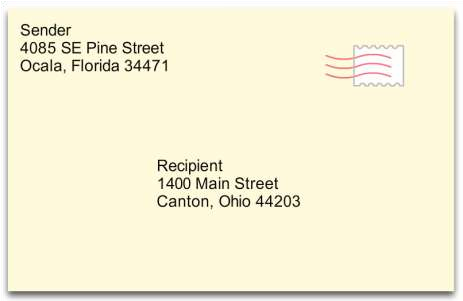 Sender
4085 SE Pine Street
Ocala, Florida 34471
Recipient
1400 Main Street
Canton, Ohio 44203